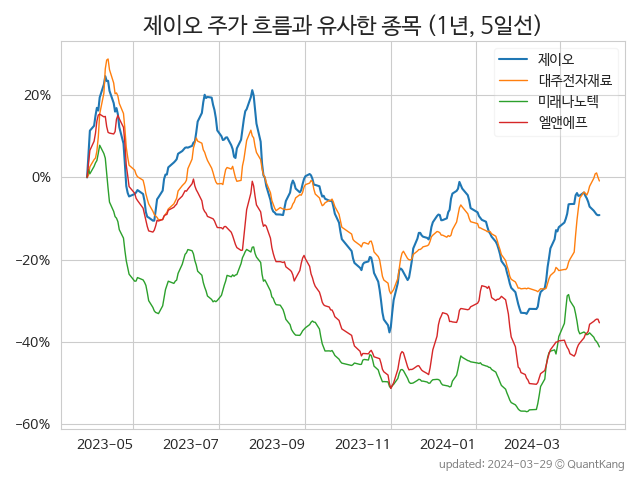 제이오 주가 흐름과 유사한 종목 (1년, 5일선)
제이오
대주전자재료
미래나노텍
엘앤에프
20%
0%
−20%
−40%
−60%
2023-05 2023-07 2023-09 2023-11 2024-01 2024-03
updated: 2024-03-29 © QuantKang